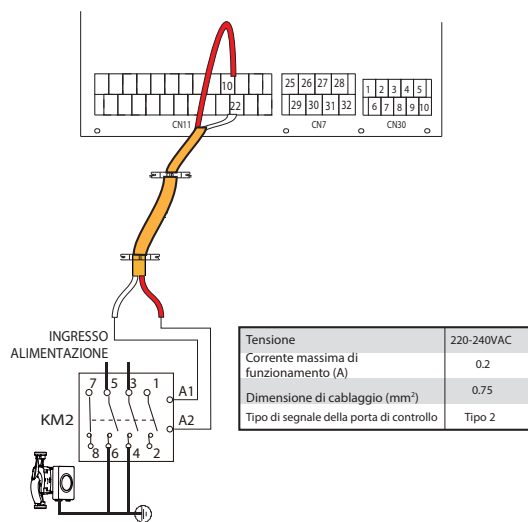 10
25 26 27 28
1 2 3 4 5
22
29 30 31 32
6 7 8 9 10
CN11
CN7
CN30
INGRESSO
ALIMENTAZIONE
7 5 3 1
A1
KM2
A2
8 6 4 2
Tensione 220-240VAC
Corrente massima di
funzionamento (A) 0.2
Dimensione di cablaggio (mm²) 0.75
Tipo di segnale della porta di controllo Tipo 2